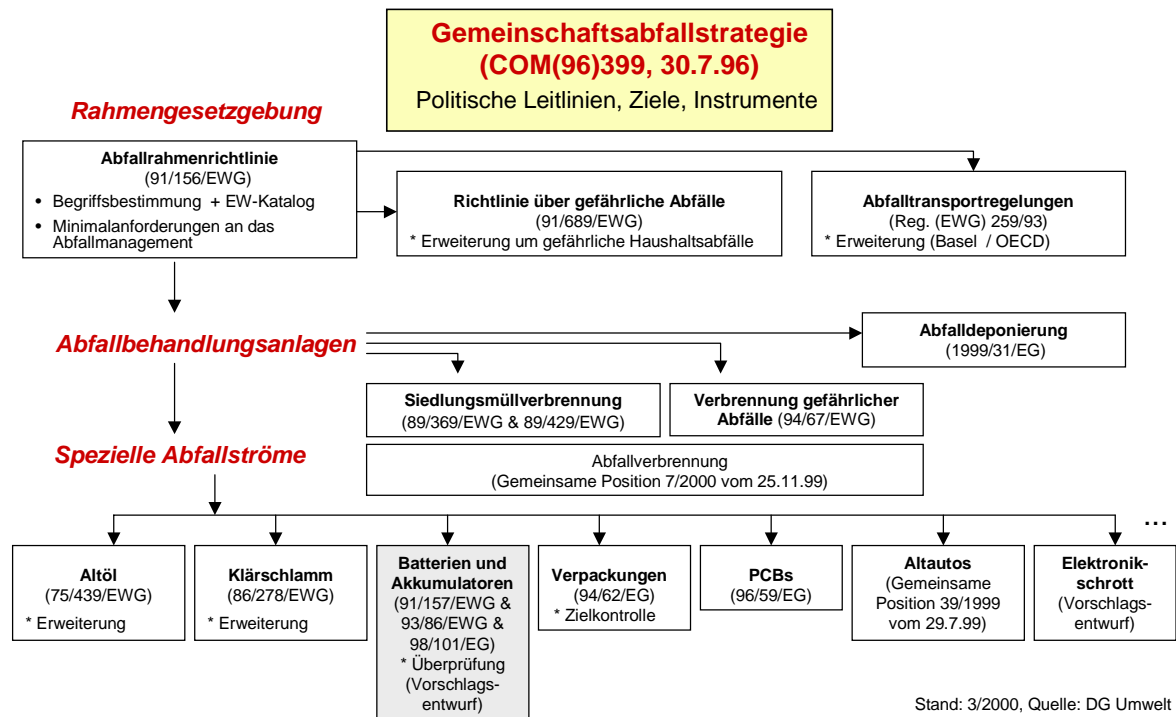 Gemeinschaftsabfallstrategie
(COM(96)399, 30.7.96)
Politische Leitlinien, Ziele, Instrumente
Rahmengesetzgebung
Abfallrahmenrichtlinie
(91/156/EWG)
• Begriffsbestimmung + EW-Katalog
• Minimalanforderungen an das
Abfallmanagement
Richtlinie über gefährliche Abfälle
(91/689/EWG)
* Erweiterung um gefährliche Haushaltsabfälle
Abfalltransportregelungen
(Reg. (EWG) 259/93)
* Erweiterung (Basel / OECD)
Abfallbehandlungsanlagen
Abfalldeponierung
(1999/31/EG)
Siedlungsmüllverbrennung
(89/369/EWG & 89/429/EWG)
Verbrennung gefährlicher
Abfälle (94/67/EWG)
Abfallverbrennung
(Gemeinsame Position 7/2000 vom 25.11.99)
Spezielle Abfallströme
...
Altöl
(75/439/EWG)
* Erweiterung
Klärschlamm
(86/278/EWG)
* Erweiterung
Batterien und
Akkumulatoren
(91/157/EWG &
93/86/EWG &
98/101/EG)
* Überprüfung
(Vorschlags-
entwurf)
Verpackungen
(94/62/EG)
* Zielkontrolle
PCBs
(96/59/EG)
Altautos
(Gemeinsame
Position 39/1999
vom 29.7.99)
Elektronik-
schrott
(Vorschlags-
entwurf)
Stand: 3/2000, Quelle: DG Umwelt